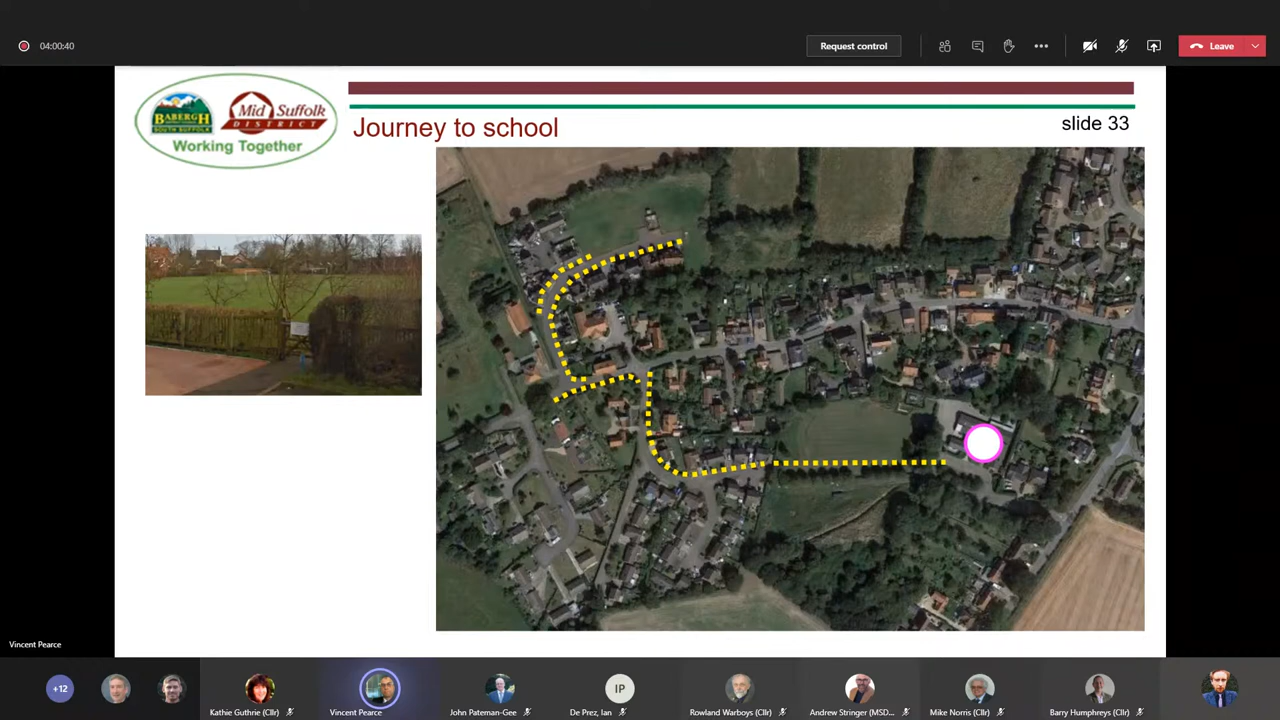 04:00:40
Request control
Leave
BABERGH
SOUTH SUFFOLK
Mid Suffolk
DISTRICT
Working Together
Journey to school
slide 33
Vincent Pearce
+12
Kathie Guthrie (Cllr)
Vincent Pearce
John Pateman-Gee
IP
De Prez, Ian
Rowland Warboys (Cllr)
Andrew Stringer (MSD...
Mike Norris (Cllr)
Barry Humphreys (Cllr)